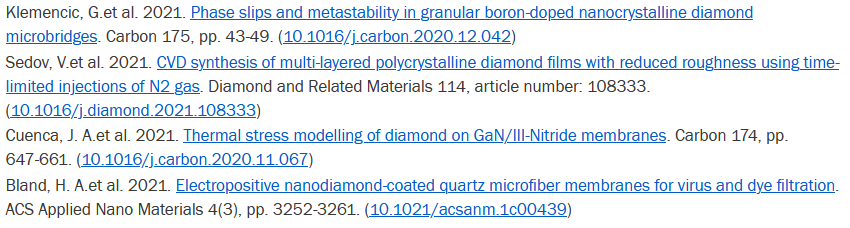 Klemencic, G.et al. 2021. Phase slips and metastability in granular boron-doped nanocrystalline diamond
microbridges. Carbon 175, pp. 43-49. (10.1016/j.carbon.2020.12.042)
Sedov, V.et al. 2021. CVD synthesis of multi-layered polycrystalline diamond films with reduced roughness using time-
limited injections of N2 gas. Diamond and Related Materials 114, article number: 108333.
(10.1016/j.diamond.2021.108333)
Cuenca, J. A.et al. 2021. Thermal stress modelling of diamond on GaN/III-Nitride membranes. Carbon 174, pp.
647-661. (10.1016/j.carbon.2020.11.067)
Bland, H. A.et al. 2021. Electropositive nanodiamond-coated quartz microfiber membranes for virus and dye filtration.
ACS Applied Nano Materials 4(3), pp. 3252-3261. (10.1021/acsanm.1c00439)